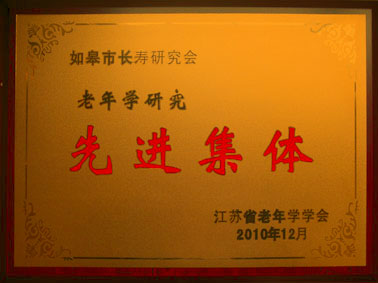 如皋市长寿研究会
老年学研究
先进集体
江苏省老年学学会
2010年12月